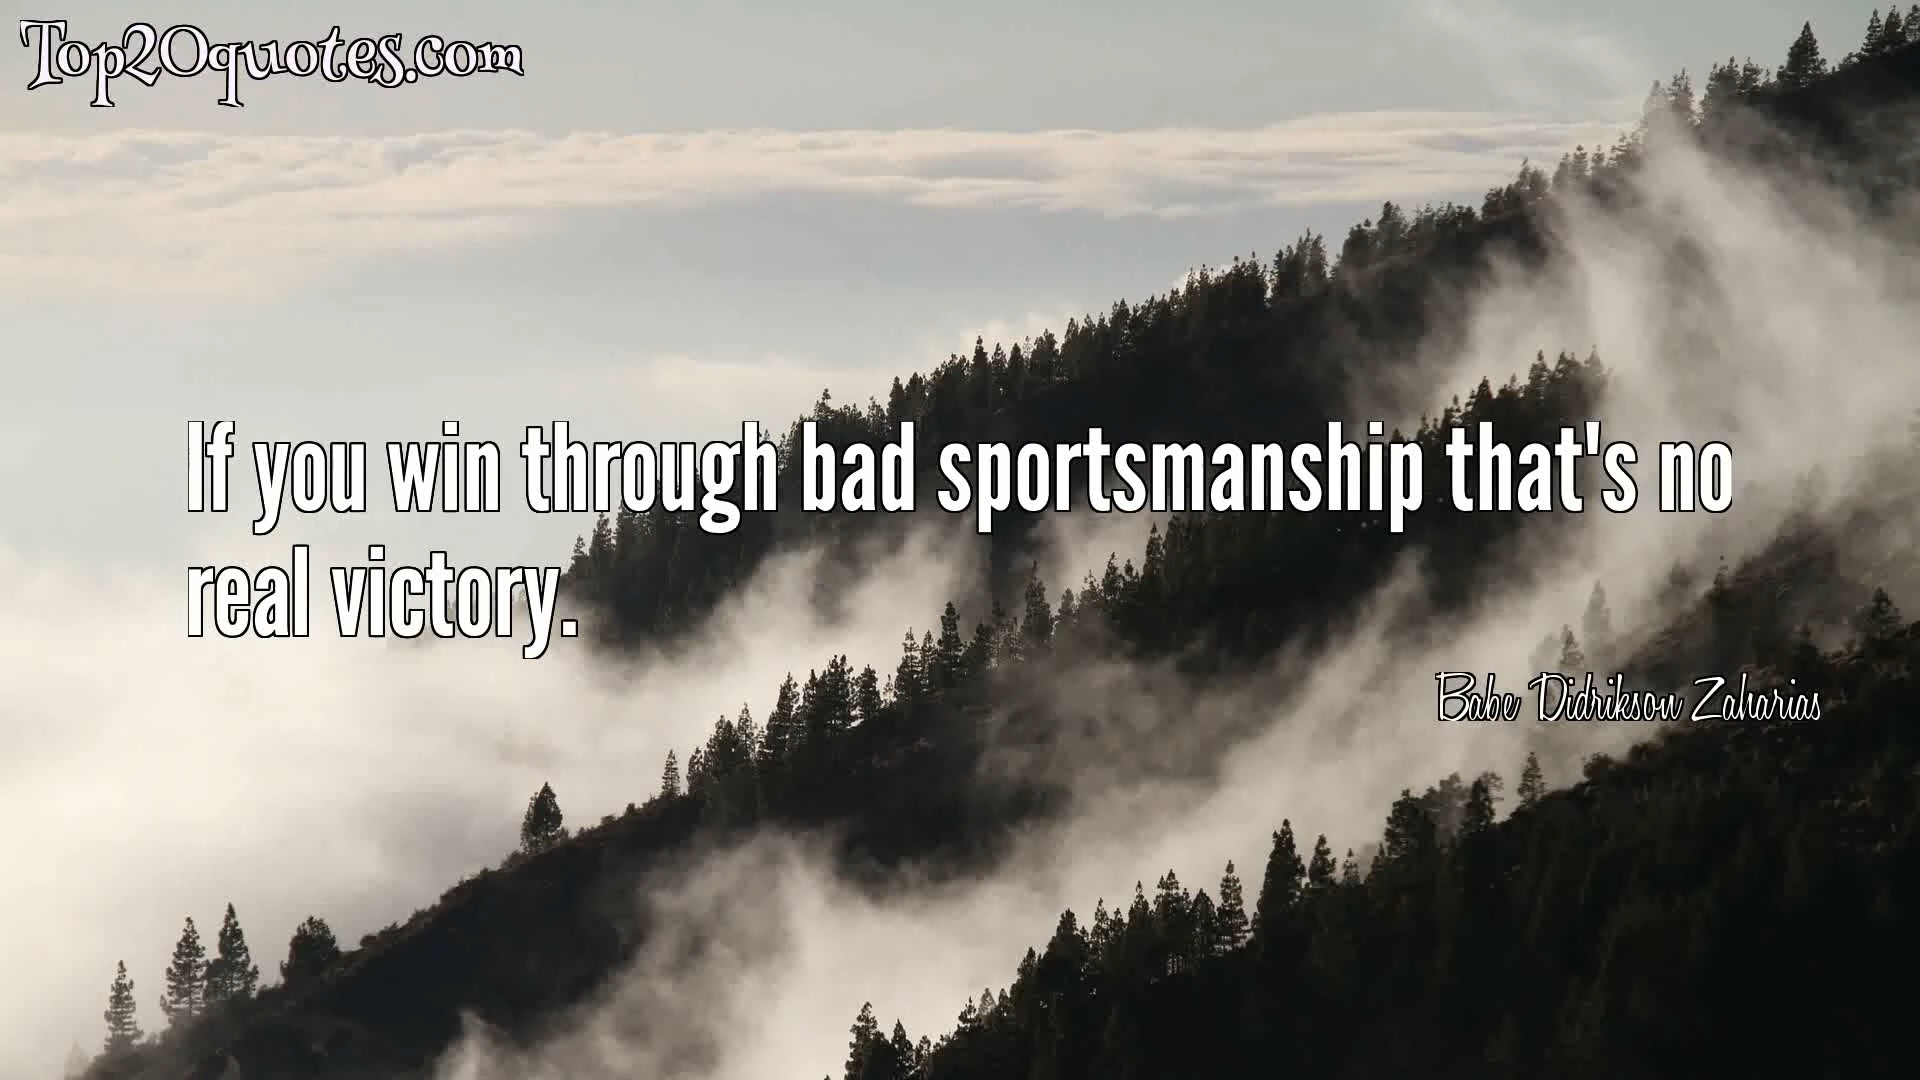 Top20quotes.com
If you win through bad sportsmanship that's no
real victory.
Babe Didrikson Zaharias